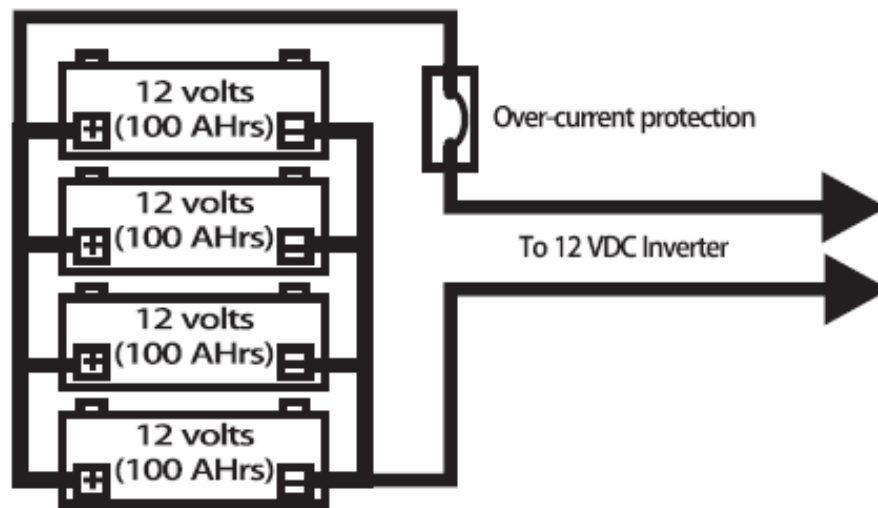 12 volts
(100 AHrs)
+ −
Over-current protection
12 volts
(100 AHrs)
+ −
To 12 VDC Inverter
12 volts
(100 AHrs)
+ −
12 volts
(100 AHrs)
+ −